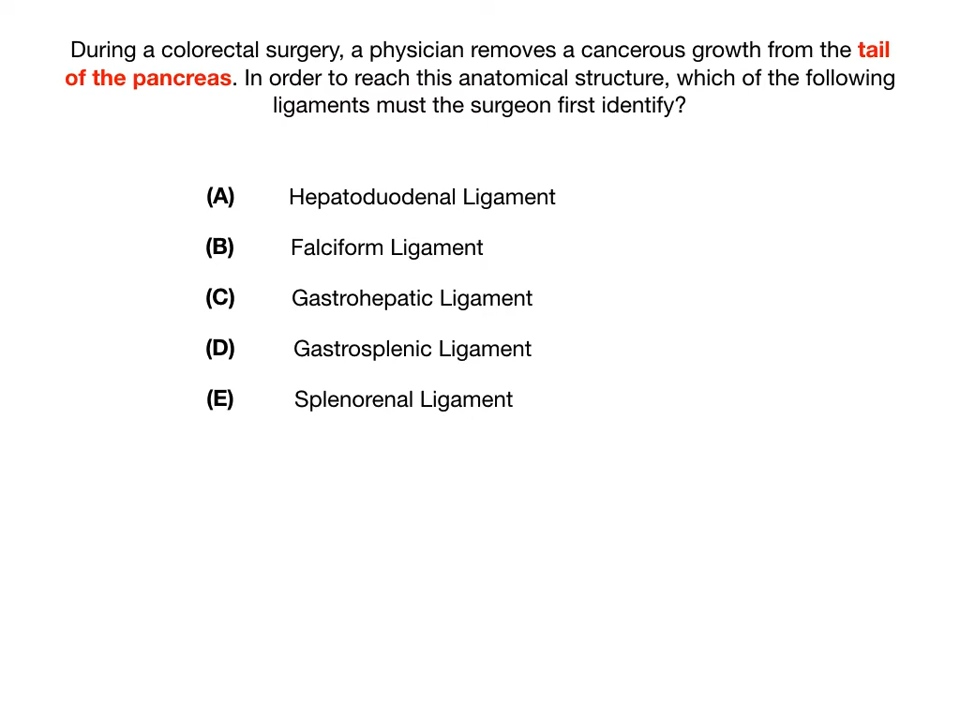 During a colorectal surgery, a physician removes a cancerous growth from the tail
of the pancreas. In order to reach this anatomical structure, which of the following
ligaments must the surgeon first identify?
(A) Hepatoduodenal Ligament
(B) Falciform Ligament
(C) Gastrohepatic Ligament
(D) Gastrosplenic Ligament
(E) Splenorenal Ligament